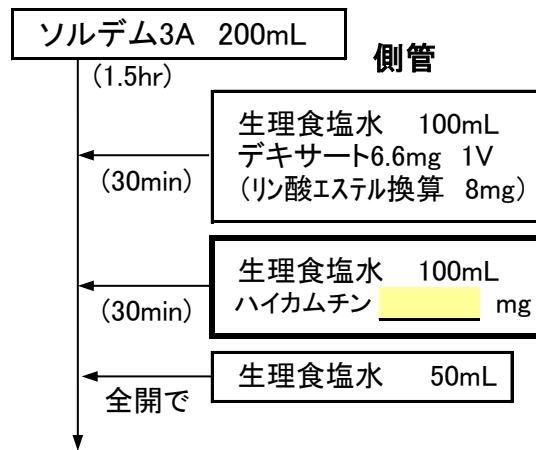 ソルデム3A 200mL
側管
(1.5hr)
生理食塩水 100mL
デキサート6.6mg 1V
(リン酸エステル換算 8mg)
(30min)
生理食塩水 100mL
ハイカムチン mg
(30min)
生理食塩水 50mL
全開で